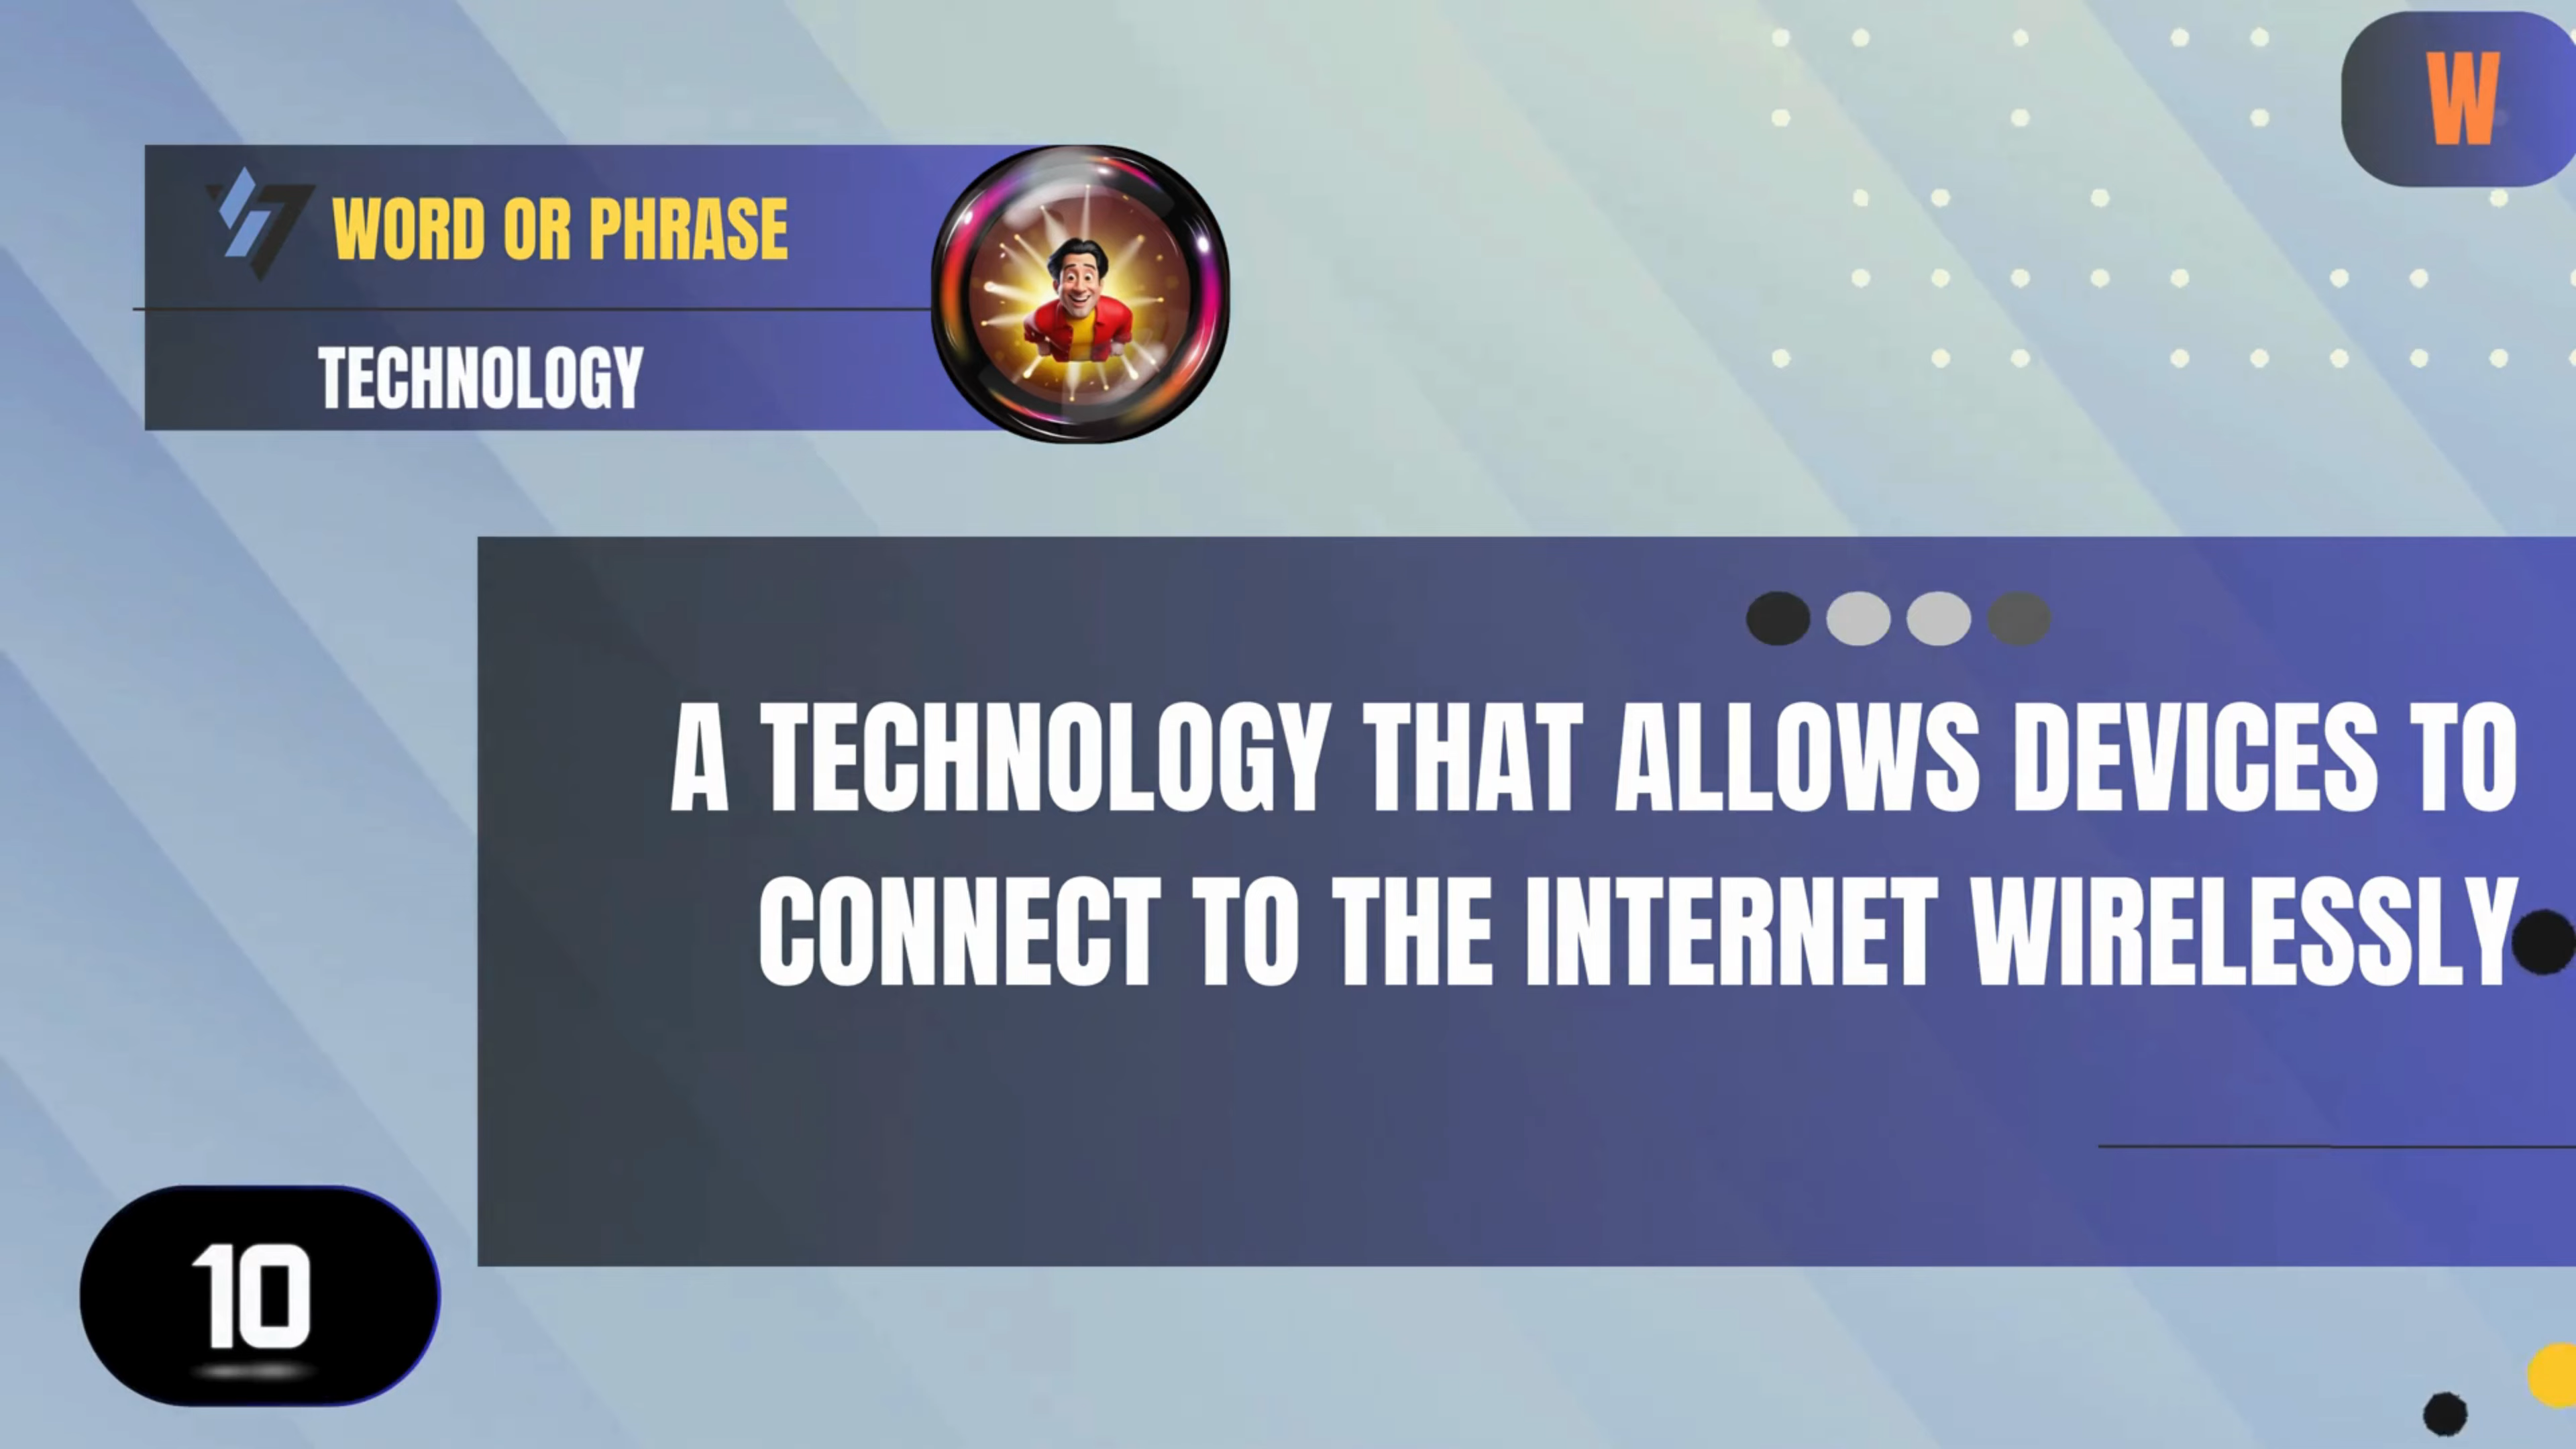 W
WORD OR PHRASE
TECHNOLOGY
A TECHNOLOGY THAT ALLOWS DEVICES TO
CONNECT TO THE INTERNET WIRELESSLY
10